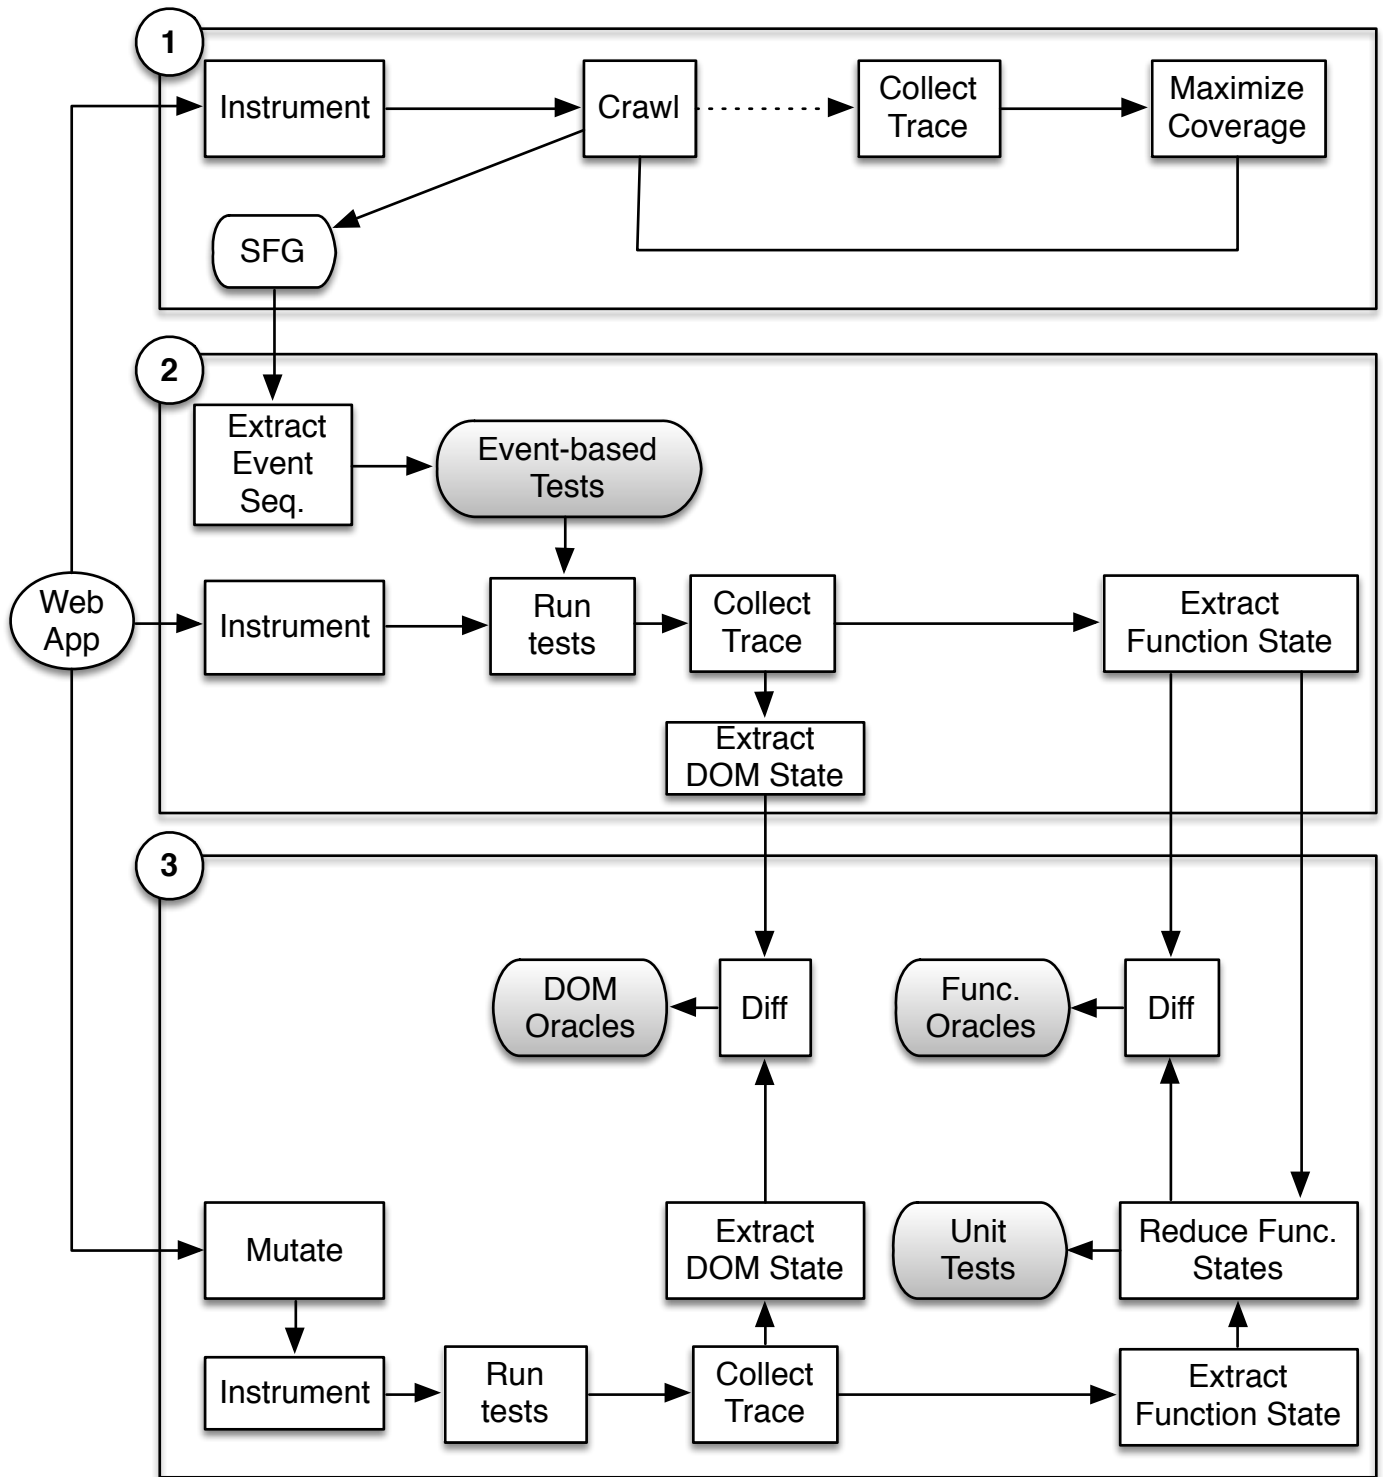 1
Instrument
Crawl
Collect
Trace
Maximize
Coverage
SFG
2
Extract
Event
Seq.
Event-based
Tests
Web
App
Instrument
Run
tests
Collect
Trace
Extract
Function State
Extract
DOM State
3
DOM
Oracles
Diff
Func.
Oracles
Diff
Mutate
Extract
DOM State
Unit
Tests
Reduce Func.
States
Instrument
Run
tests
Collect
Trace
Extract
Function State